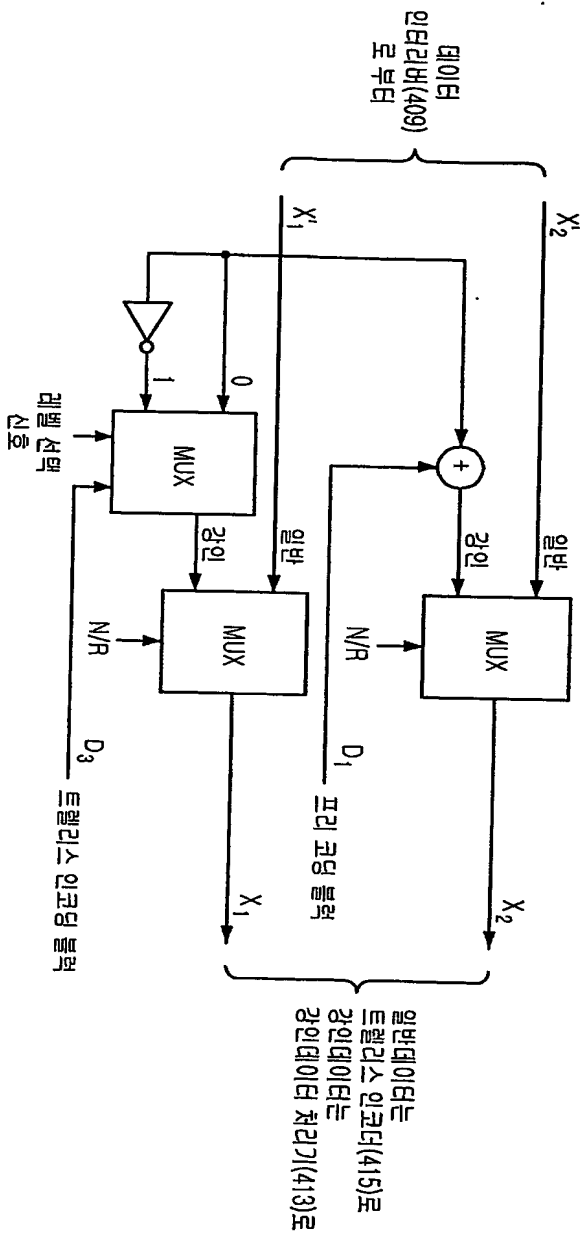 데이터
인터리버(409)
로 부터
X'₂
X'₁
일반
강인
MUX
N/R
X₂
D₁
프리 코딩 블럭
일반
강인
MUX
N/R
X₁
0
1
MUX
레벨 선택
신호
D₃
트렐리스 인코딩 블럭
일반데이터는
트렐리스 인코더(415)로
강인데이터는
강인데이터 처리기(413)로